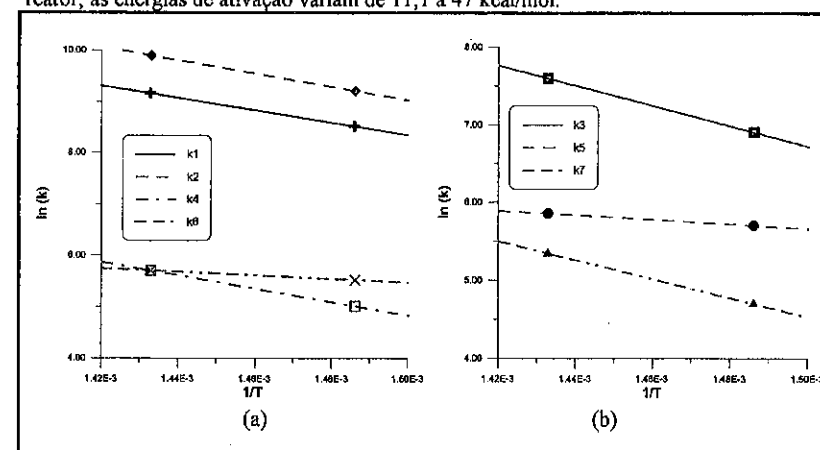 reator, as energias de ativação variam de 11,1 a 47 kcal/mol.
10.00
8.00
6.00
4.00
ln (k)
k1
k2
k4
k6
1.42E-3 1.44E-3 1.46E-3 1.48E-3 1.50E-3
1/T
(a)
8.00
7.00
6.00
5.00
4.00
ln (k)
k3
k5
k7
1.42E-3 1.44E-3 1.46E-3 1.48E-3 1.50E-3
1/T
(b)